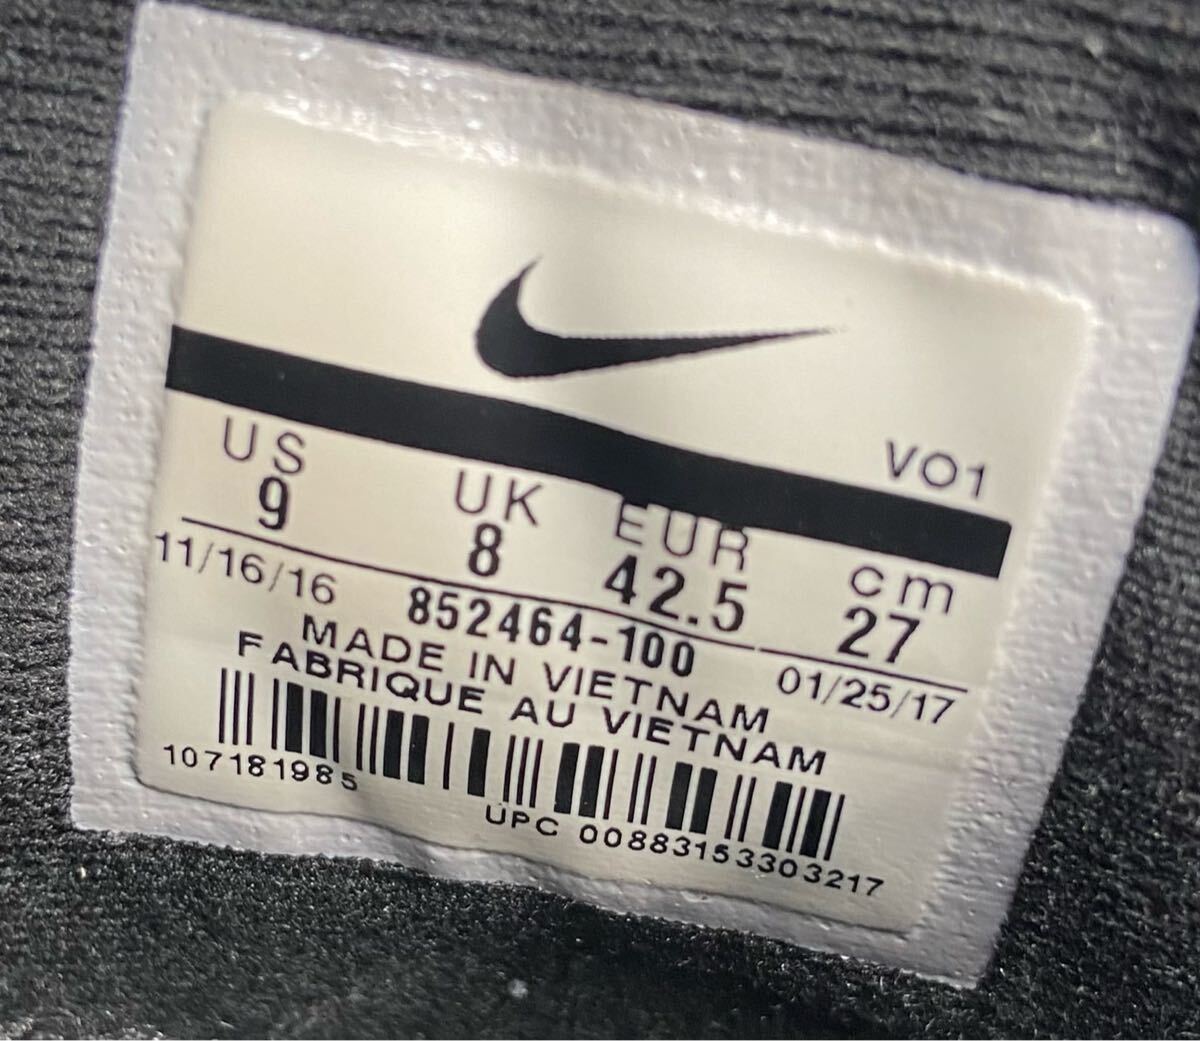 VO1
US UK EUR cm
9 8 42.5 27
11/16/16 852464-100 01/25/17
MADE IN VIETNAM
FABRIQUE AU VIETNAM
107181985
UPC 00883153303217